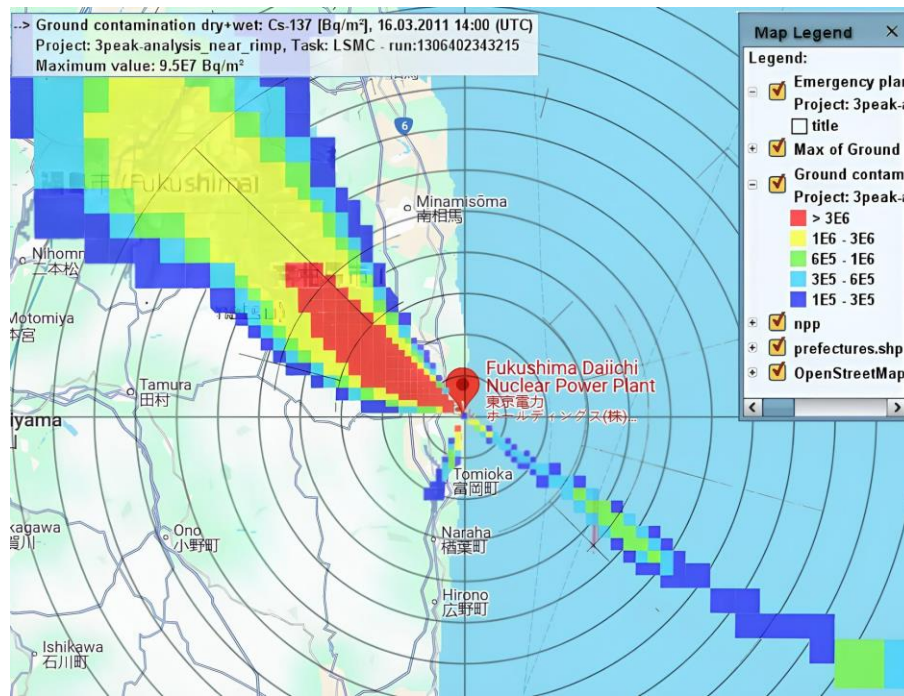 --> Ground contamination dry+wet: Cs-137 [Bq/m²], 16.03.2011 14:00 (UTC)
Project: 3peak-analysis_near_rimp, Task: LSMC - run:1306402343215
Maximum value: 9.5E7 Bq/m²
Map Legend
Legend:
Emergency plan
Project: 3peak-a
title
Max of Ground
Ground contam
Project: 3peak-a
> 3E6
1E6 - 3E6
6E5 - 1E6
3E5 - 6E5
1E5 - 3E5
npp
prefectures.shp
OpenStreetMap
6
(Fukushima)
Minamisōma
南相馬
Nihonm
二本松
Motomiya
本宮
Fukushima Daiichi
Nuclear Power Plant
東京電力
ホールディングス(株)...
Tamura
田村
iyama
Tomioka
富岡町
Ono
小野町
Naraha
楢葉町
kagawa
賀川
Hirono
広野町
Ishikawa
石川町